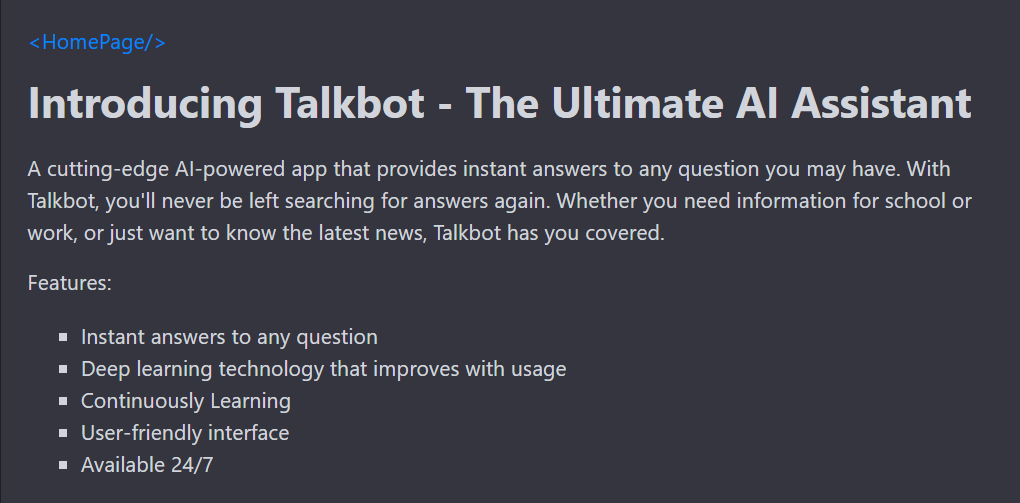 <HomePage/>
Introducing Talkbot - The Ultimate AI Assistant
A cutting-edge AI-powered app that provides instant answers to any question you may have. With
Talkbot, you'll never be left searching for answers again. Whether you need information for school or
work, or just want to know the latest news, Talkbot has you covered.
Features:
▪ Instant answers to any question
▪ Deep learning technology that improves with usage
▪ Continuously Learning
▪ User-friendly interface
▪ Available 24/7